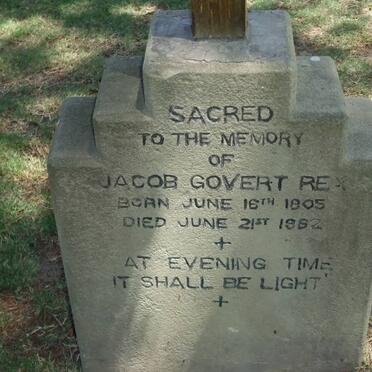 SACRED
TO THE MEMORY
OF
JACOB GOVERT REX
BORN JUNE 16TH 1805
DIED JUNE 21ST 1882
+
AT EVENING TIME
IT SHALL BE LIGHT'
+